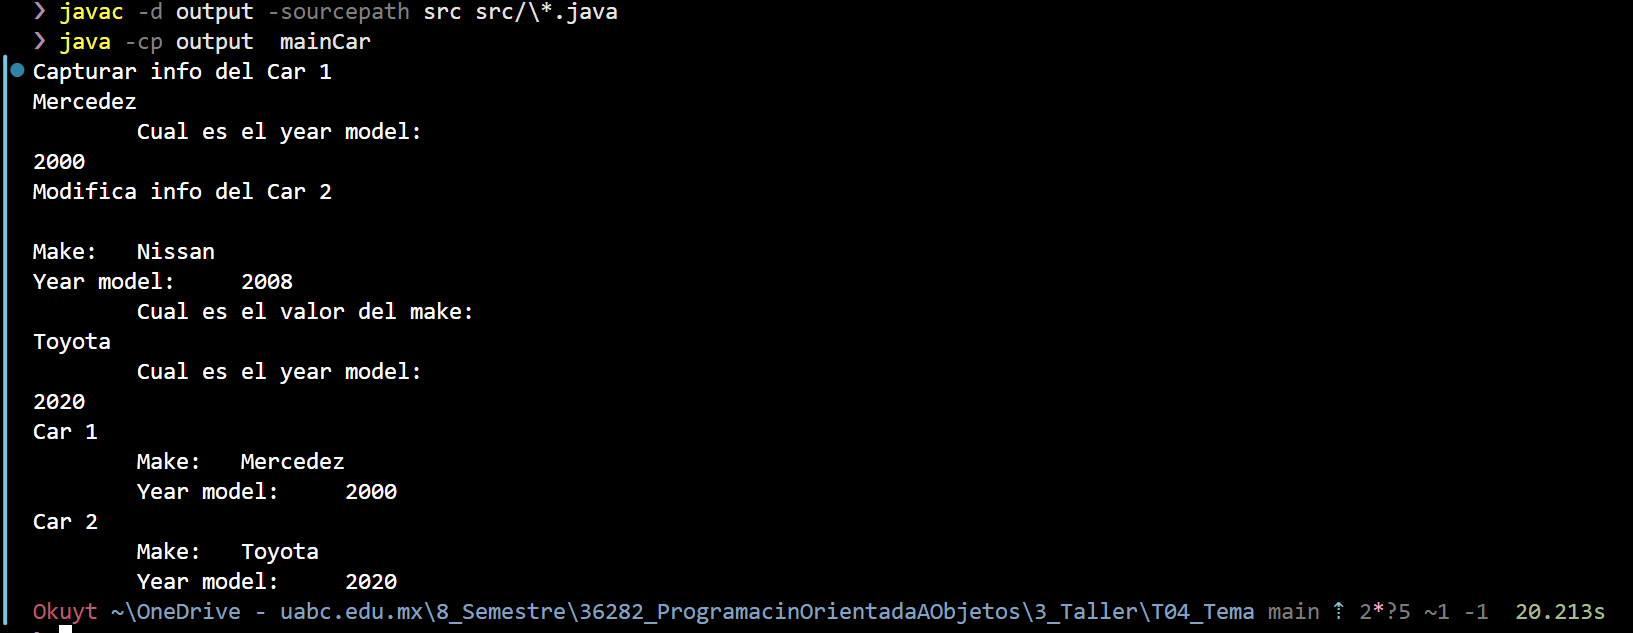 ❯ javac -d output -sourcepath src src/\*.java
❯ java -cp output  mainCar
Capturar info del Car 1
Mercedez
        Cual es el year model:
2000
Modifica info del Car 2

Make:   Nissan
Year model:     2008
        Cual es el valor del make:
Toyota
        Cual es el year model:
2020
Car 1
        Make:   Mercedez
        Year model:     2000
Car 2
        Make:   Toyota
        Year model:     2020
Okuyt ~\OneDrive - uabc.edu.mx\8_Semestre\36282_ProgramacinOrientadaAObjetos\3_Taller\T04_Tema main ⇡ 2*?5 ~1 -1  20.213s